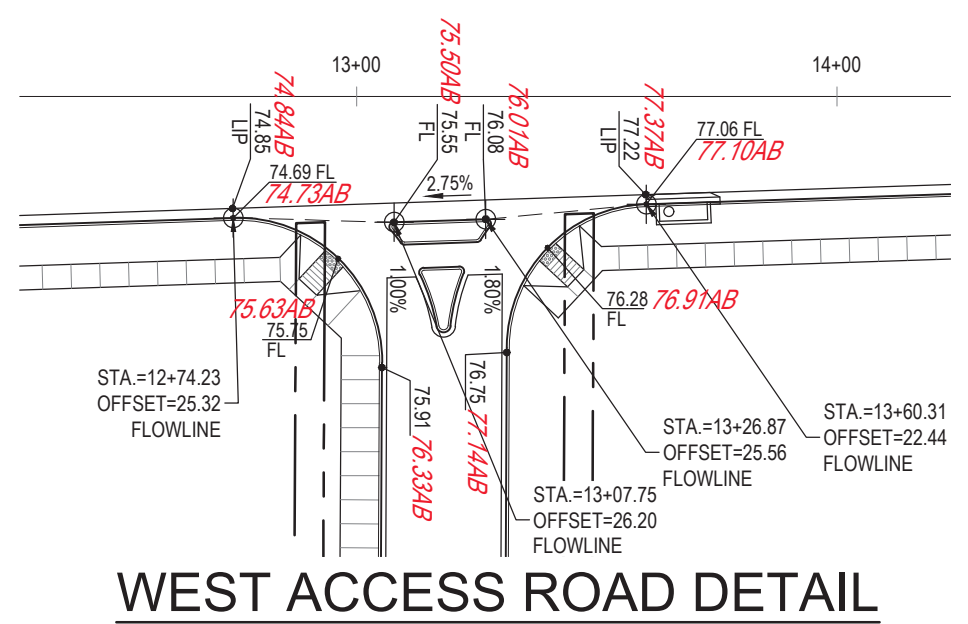 13+00
14+00
74.84AB
74.85
LIP
75.50AB
75.55
FL
76.01AB
76.08
FL
77.37AB
77.22
LIP
77.06 FL
77.10AB
74.69 FL
74.73AB
2.75%
1.00%
1.80%
75.63AB
75.75
FL
76.28 76.91AB
FL
75.91 76.33AB
76.75 77.14AB
STA.=12+74.23
OFFSET=25.32
FLOWLINE
STA.=13+07.75
OFFSET=26.20
FLOWLINE
STA.=13+26.87
OFFSET=25.56
FLOWLINE
STA.=13+60.31
OFFSET=22.44
FLOWLINE
WEST ACCESS ROAD DETAIL